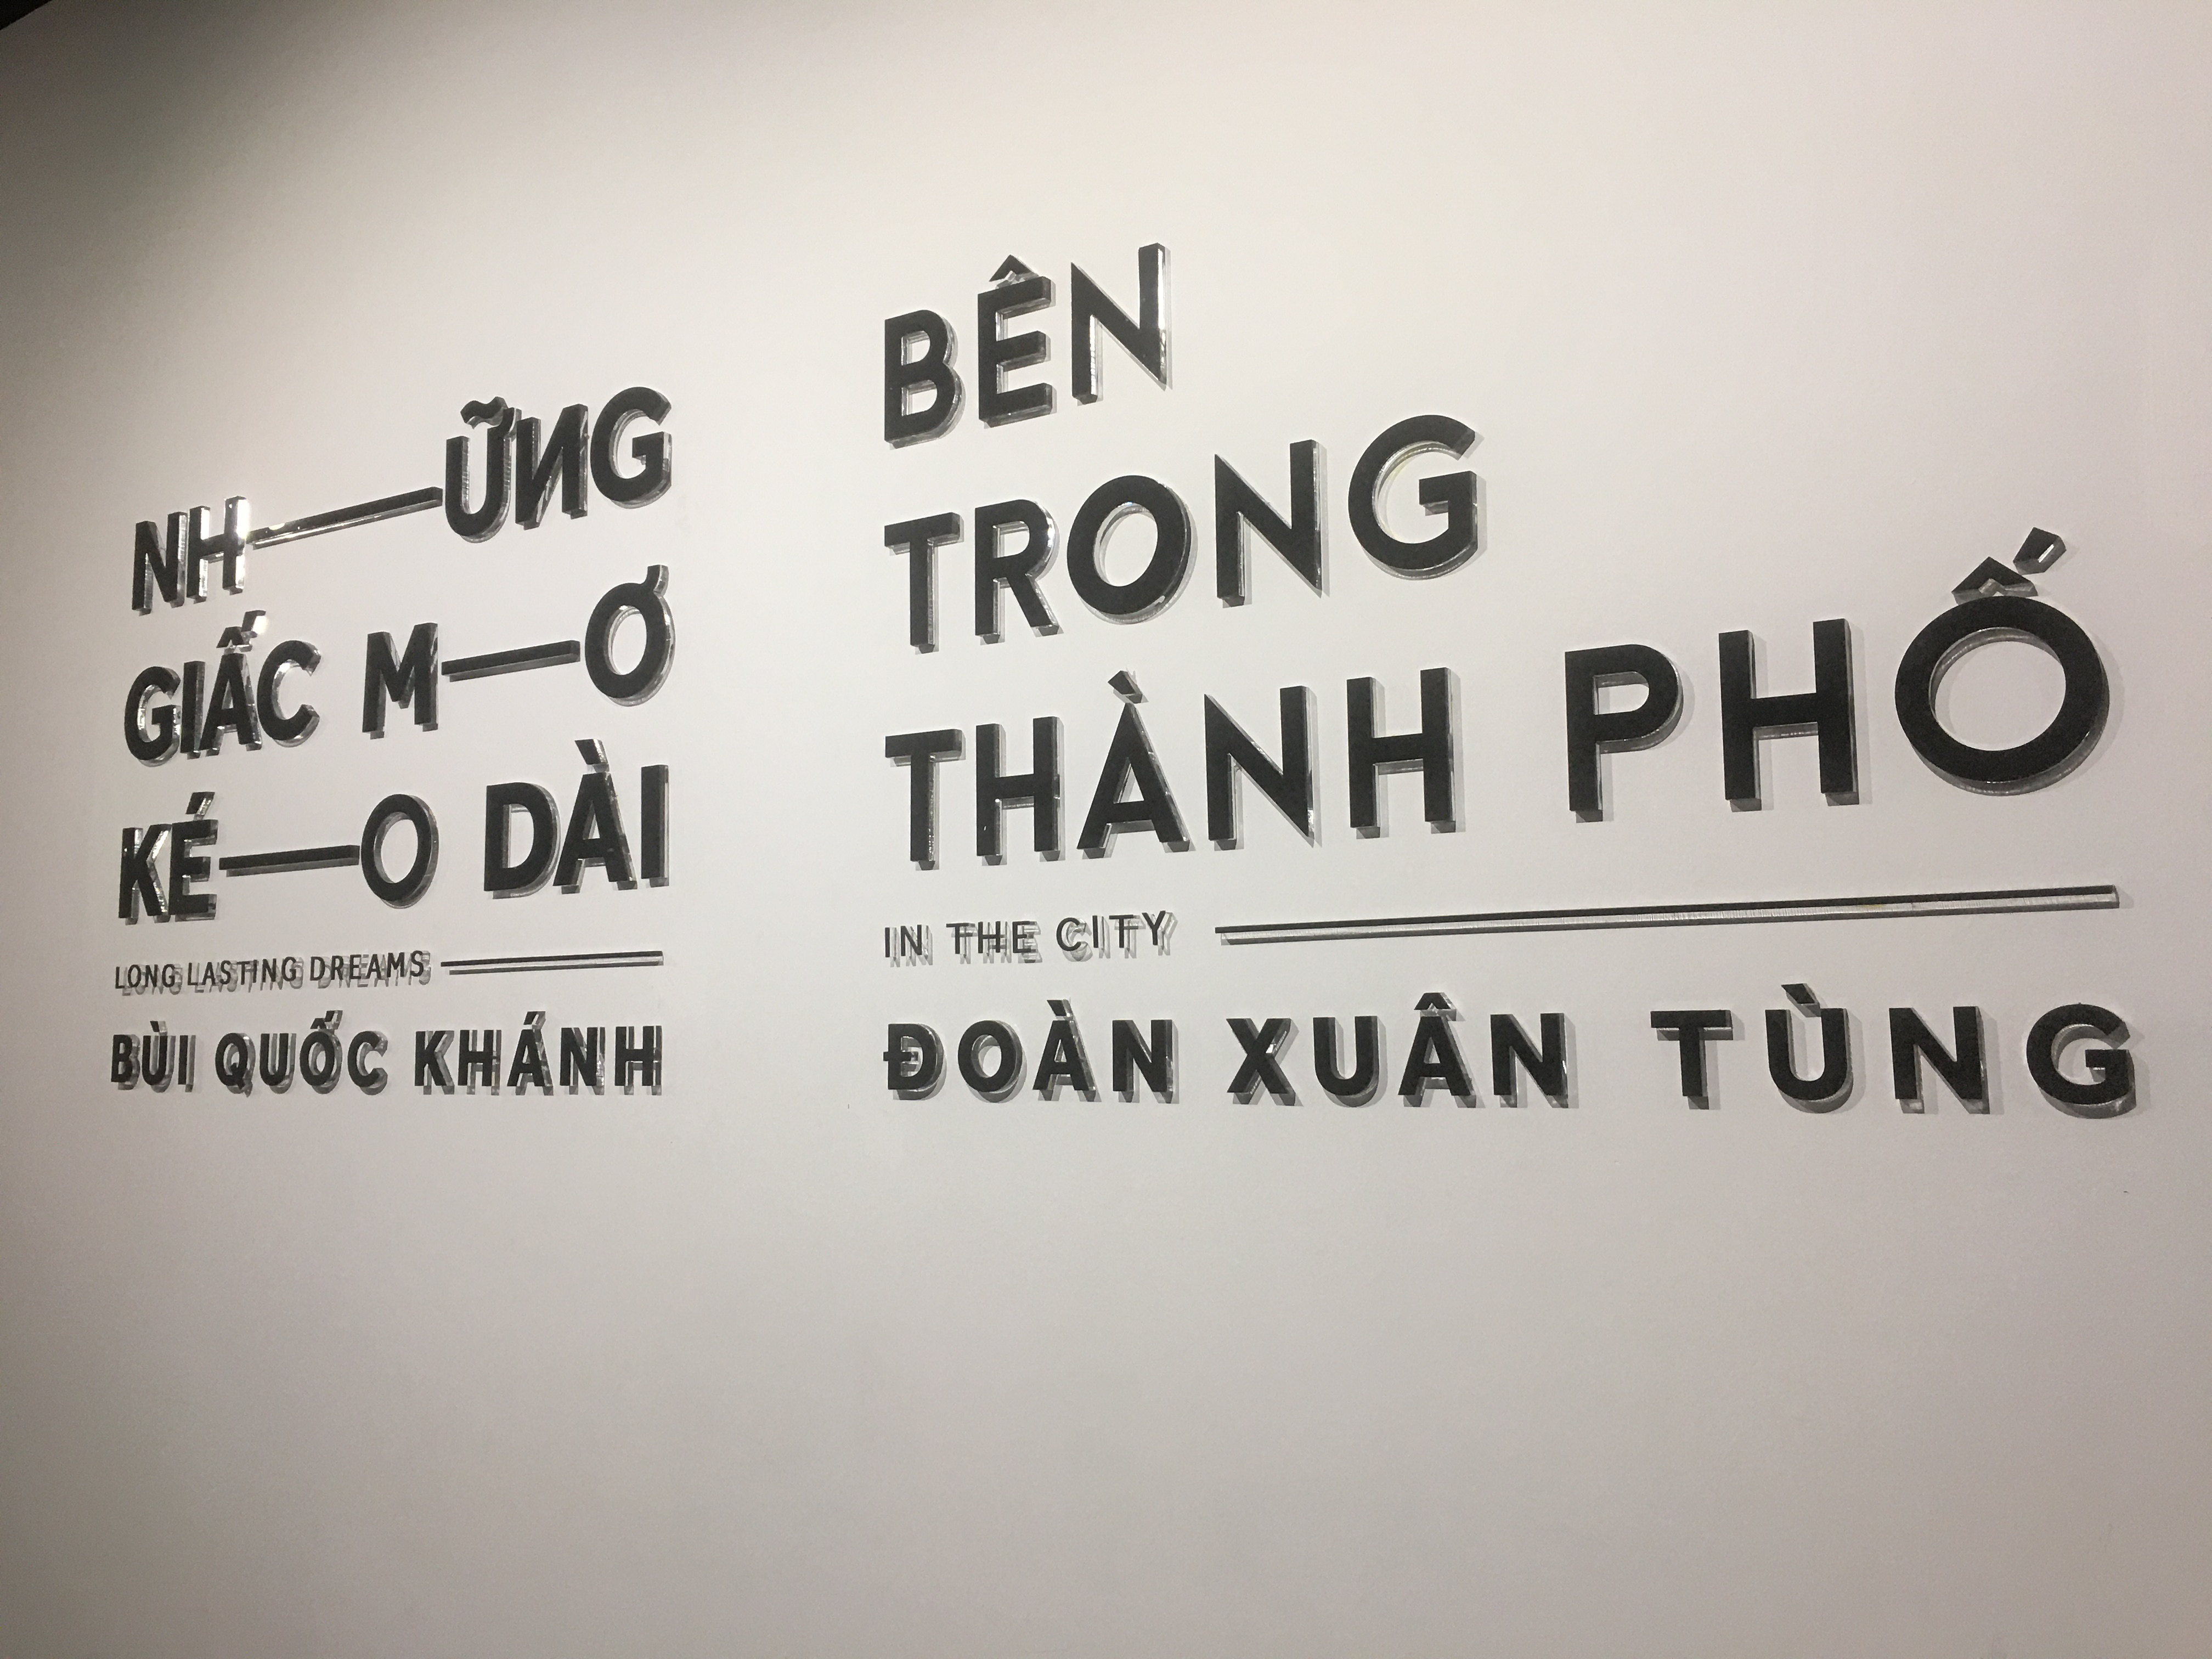 NH—ỮNG
GIẤC M—Ơ
KÉ—O DÀI
LONG LASTING DREAMS
BÙI QUỐC KHÁNH
BÊN
TRONG
THÀNH PHỐ
IN THE CITY
ĐOÀN XUÂN TÙNG